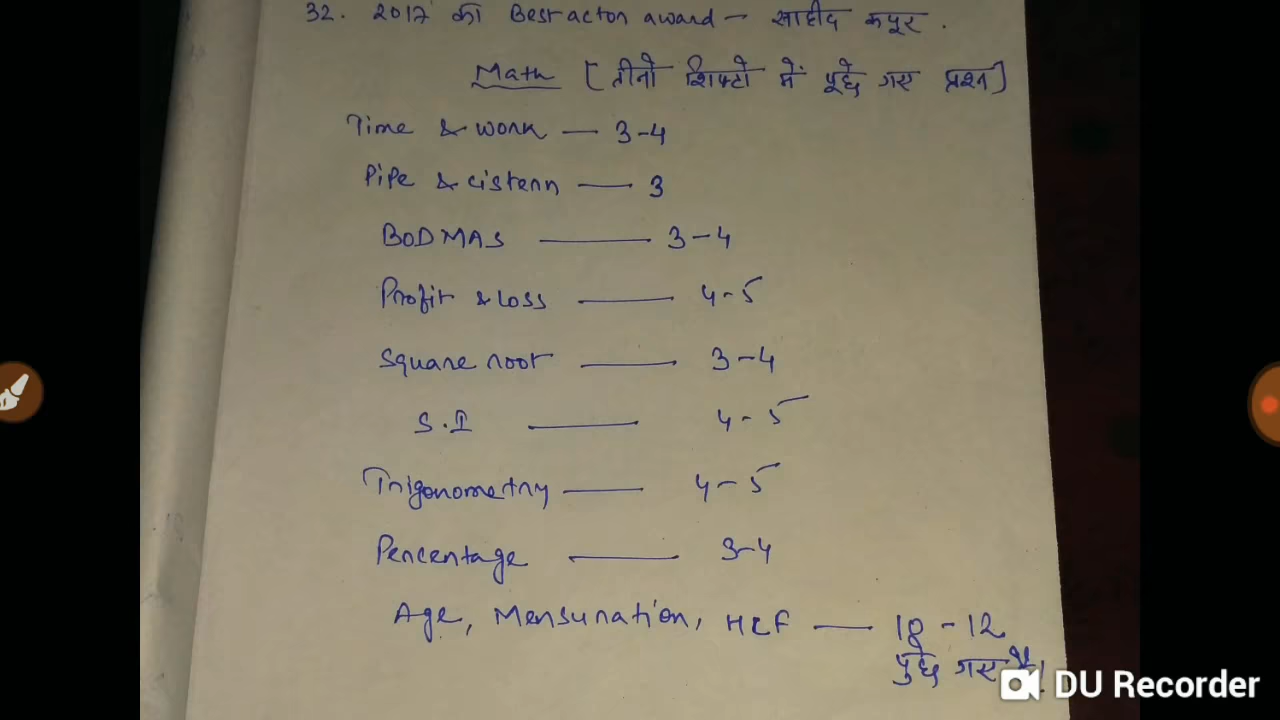 32. 2017 का Best actor award - साहीद कपूर .
Math [तीनो शिफ्टो में पूछे गए प्रश्न]
Time & work — 3-4
Pipe & cistern — 3
BODMAS — 3-4
Profit & Loss — 4-5
Square root — 3-4
S.I — 4-5
Trigonometry — 4-5
Percentage — 3-4
Age, Mensuration, HCF — 18-12
पुछे गए थे।
DU Recorder